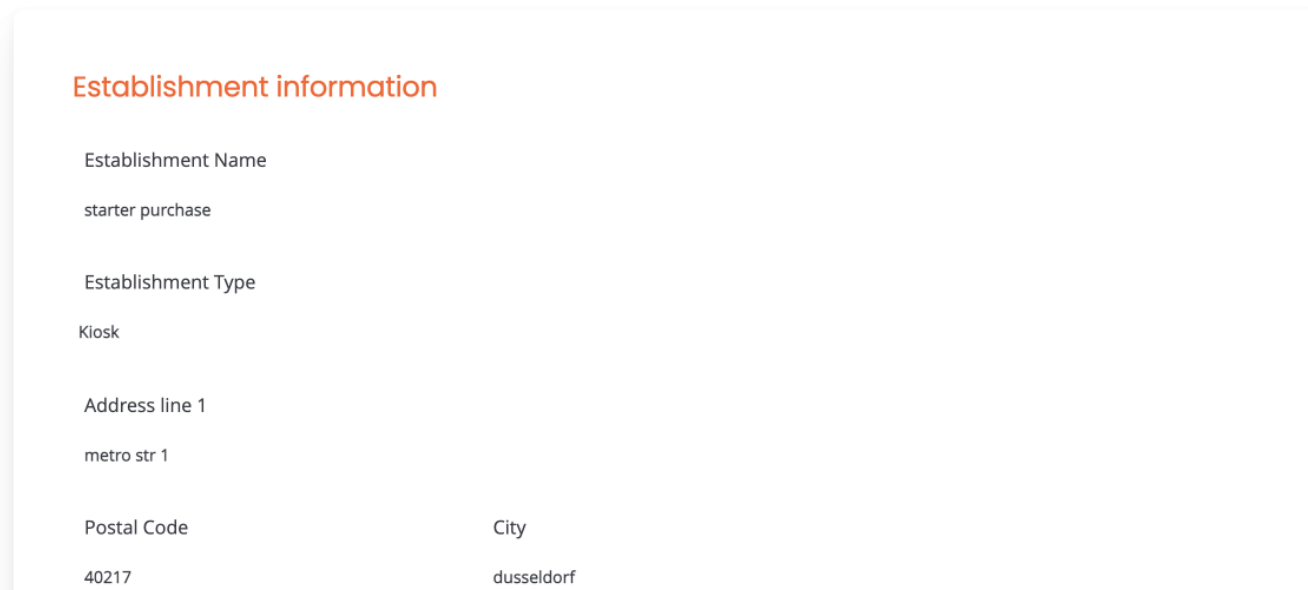 Establishment information
Establishment Name
starter purchase
Establishment Type
Kiosk
Address line 1
metro str 1
Postal Code City
40217 dusseldorf